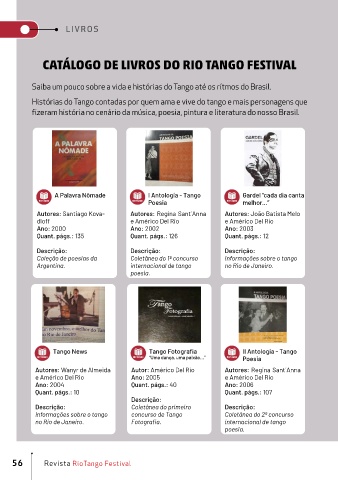 LIVROS
CATÁLOGO DE LIVROS DO RIO TANGO FESTIVAL
Saiba um pouco sobre a vida e histórias do Tango até os ritmos do Brasil.
Histórias do Tango contadas por quem ama e vive do tango e mais personagens que
fizeram história no cenário da música, poesia, pintura e literatura do nosso Brasil.
A PALAVRA
NÔMADE
TANGO POESIA
GARDEL
A Palavra Nômade
Autores: Santiago Kova-
dloff
Ano: 2000
Quant. págs.: 135
Descrição:
Coleção de poesias da
Argentina.
I Antologia - Tango
Poesia
Autores: Regina Sant'Anna
e Américo Del Rio
Ano: 2002
Quant. págs.: 126
Descrição:
Coletânea do 1º concurso
internacional de tango
poesia.
Gardel "cada dia canta
melhor..."
Autores: João Batista Melo
e Américo Del Rio
Ano: 2003
Quant. págs.: 12
Descrição:
Informações sobre o tango
no Rio de Janeiro.
Tango
Fotografia
TANGO POESIA
Tango News
Autores: Wanyr de Almeida
e Américo Del Rio
Ano: 2004
Quant. págs.: 10
Descrição:
Informações sobre o tango
no Rio de Janeiro.
Tango Fotografia
"Uma dança, uma paixão..."
Autor: Américo Del Rio
Ano: 2005
Quant. págs.: 40
Descrição:
Coletânea do primeiro
concurso de Tango
Fotografia.
II Antologia - Tango
Poesia
Autores: Regina Sant'Anna
e Américo Del Rio
Ano: 2006
Quant. págs.: 107
Descrição:
Coletânea do 2º concurso
internacional de tango
poesia.
56 Revista RioTango Festival